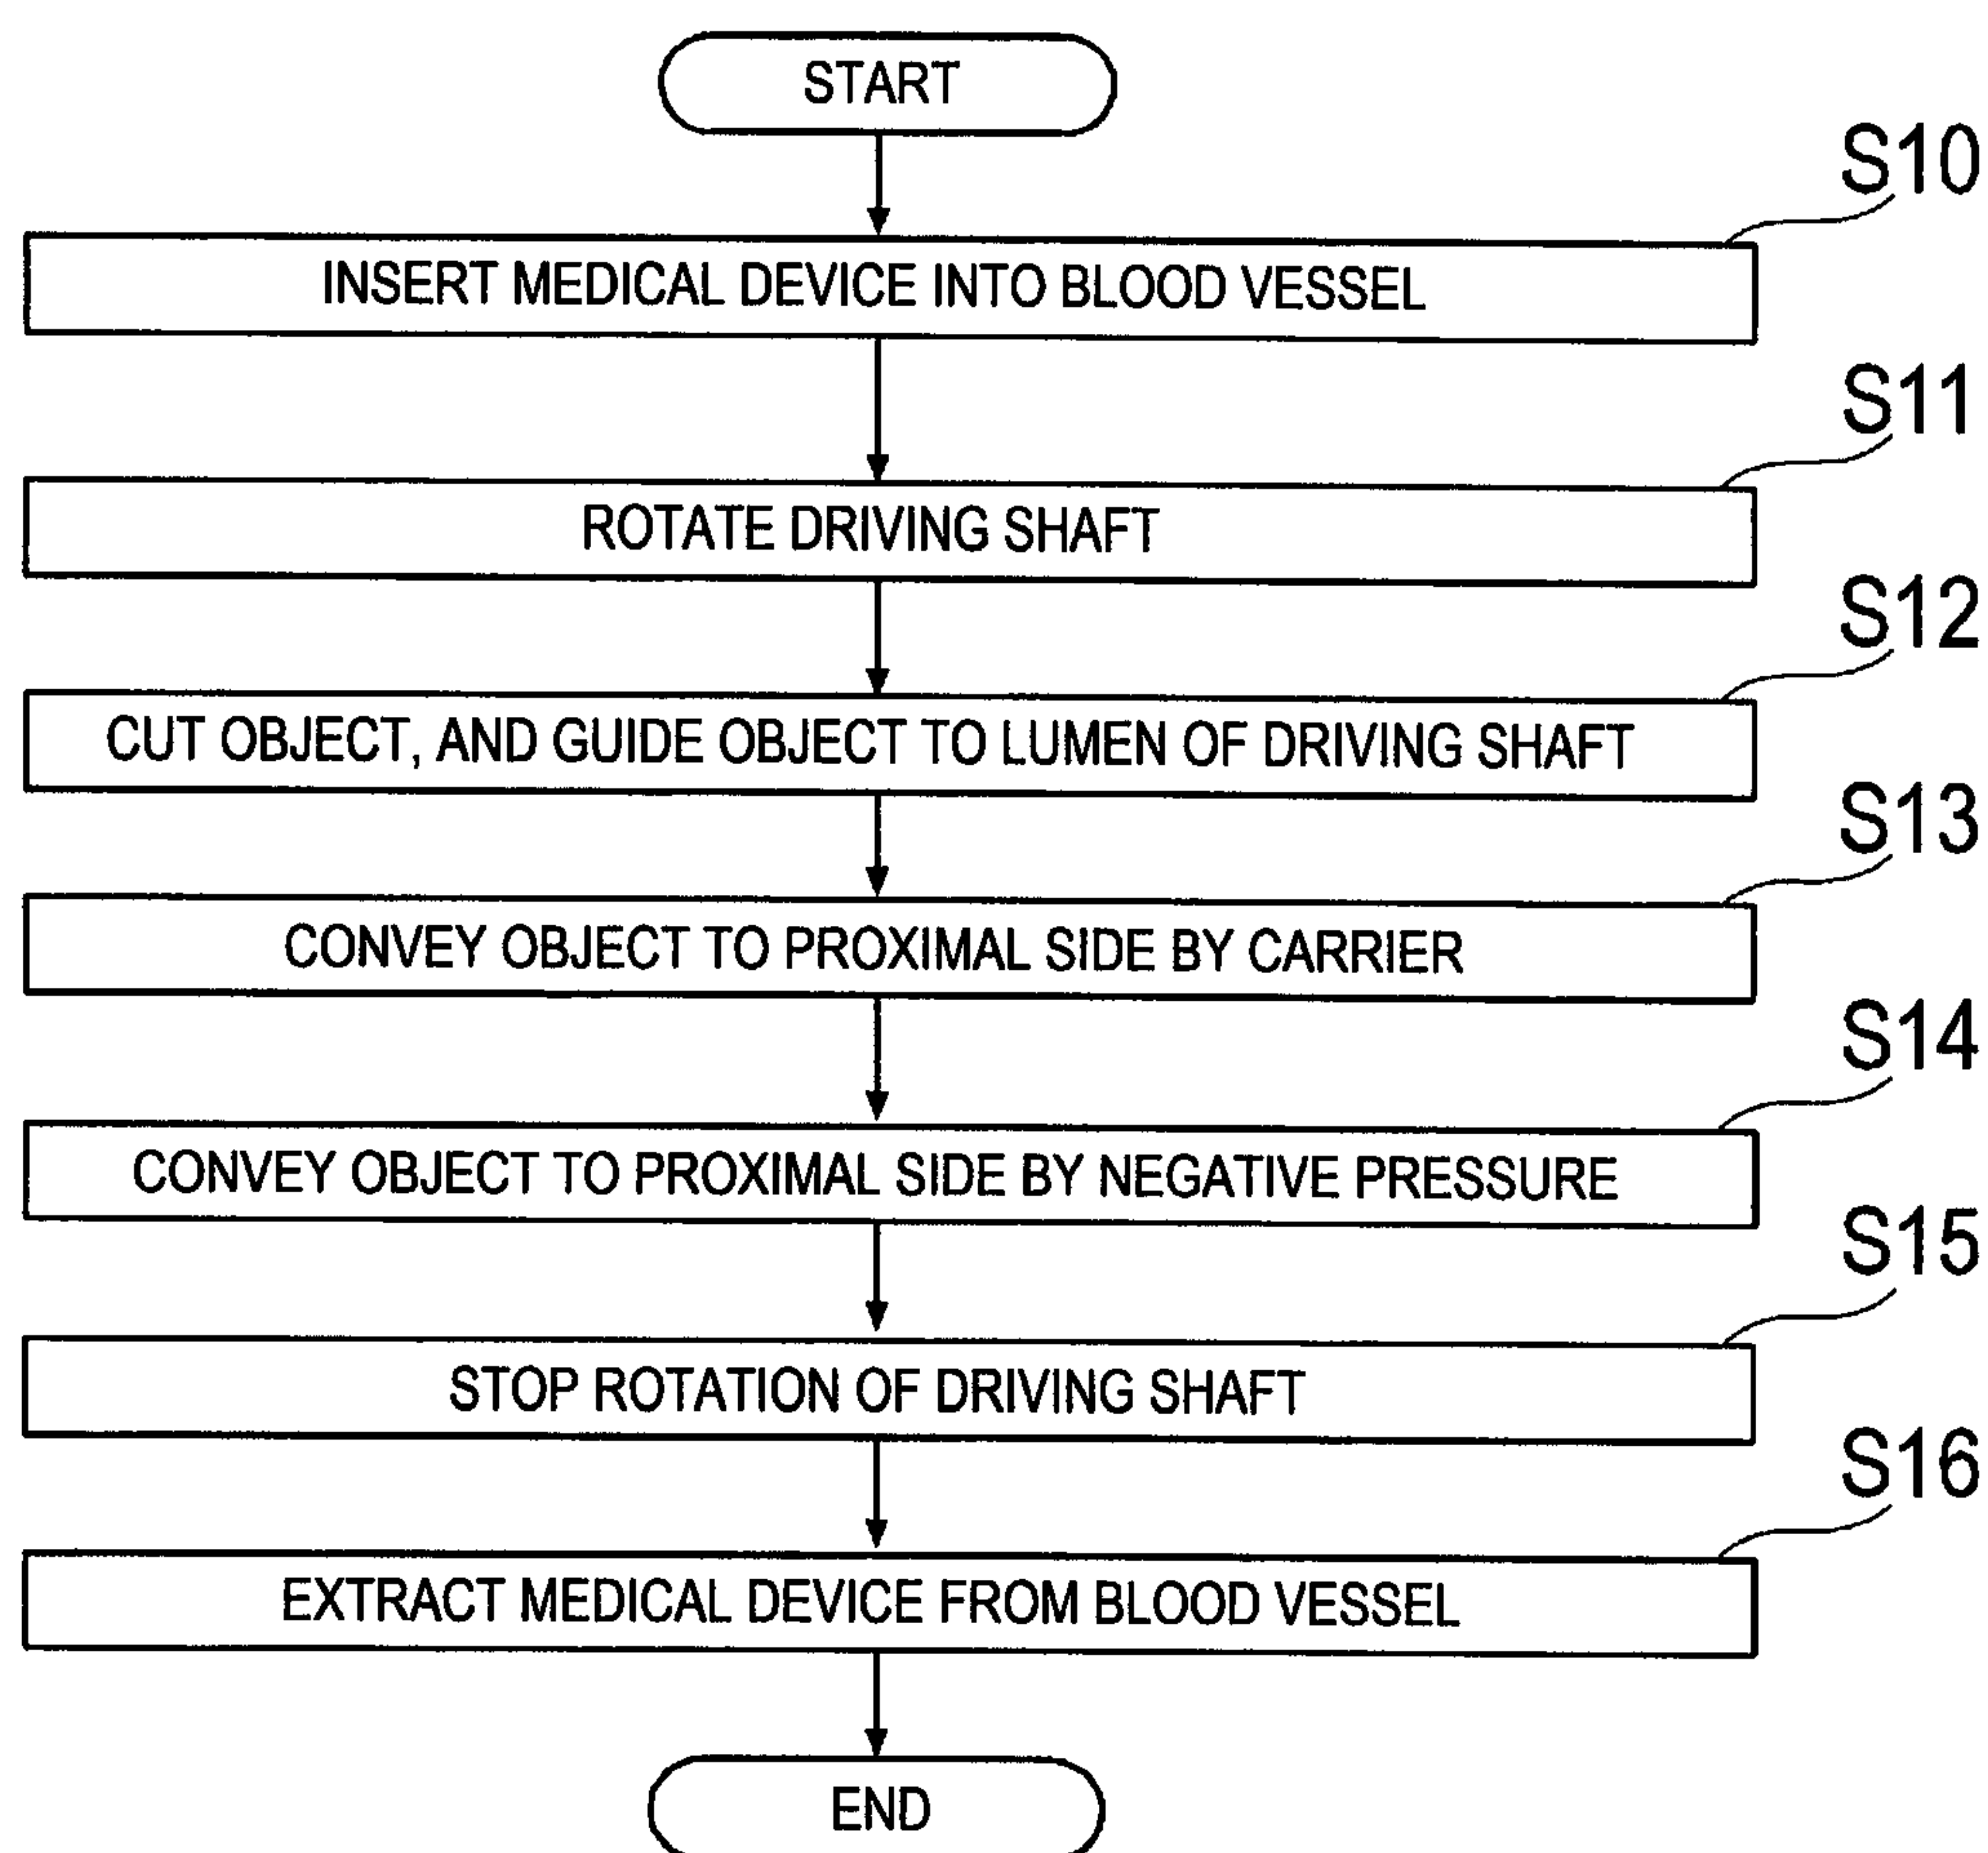 START
S10
INSERT MEDICAL DEVICE INTO BLOOD VESSEL
S11
ROTATE DRIVING SHAFT
S12
CUT OBJECT, AND GUIDE OBJECT TO LUMEN OF DRIVING SHAFT
S13
CONVEY OBJECT TO PROXIMAL SIDE BY CARRIER
S14
CONVEY OBJECT TO PROXIMAL SIDE BY NEGATIVE PRESSURE
S15
STOP ROTATION OF DRIVING SHAFT
S16
EXTRACT MEDICAL DEVICE FROM BLOOD VESSEL
END